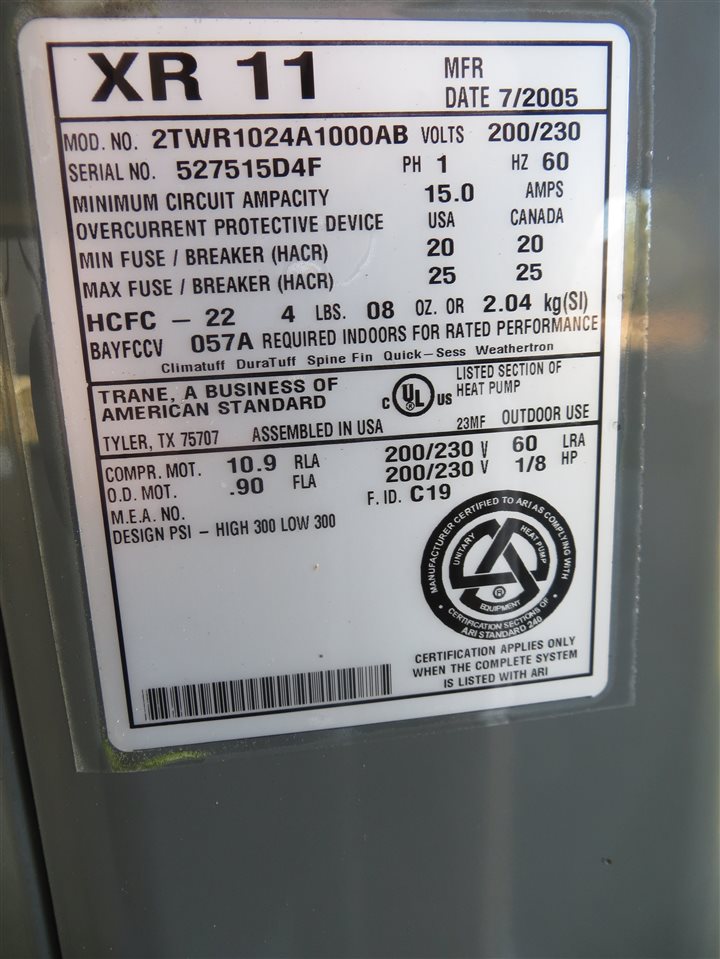 XR 11
MFR
DATE 7/2005
MOD. NO. 2TWR1024A1000AB VOLTS 200/230
SERIAL NO. 527515D4F PH 1 HZ 60
MINIMUM CIRCUIT AMPACITY 15.0 AMPS
OVERCURRENT PROTECTIVE DEVICE USA CANADA
MIN FUSE / BREAKER (HACR) 20 20
MAX FUSE / BREAKER (HACR) 25 25
HCFC - 22 4 LBS. 08 OZ. OR 2.04 kg(SI)
BAYFCCV 057A REQUIRED INDOORS FOR RATED PERFORMANCE
Climatuff DuraTuff Spine Fin Quick-Sess Weathertron
TRANE, A BUSINESS OF
AMERICAN STANDARD
TYLER, TX 75707 ASSEMBLED IN USA
C UL ® US
LISTED SECTION OF
HEAT PUMP
23MF OUTDOOR USE
COMPR. MOT. 10.9 RLA 200/230 V 60 LRA
O.D. MOT. .90 FLA 200/230 V 1/8 HP
M.E.A. NO. F. ID. C19
DESIGN PSI - HIGH 300 LOW 300
MANUFACTURER CERTIFIED TO ARI AS COMPLYING WITH
UNITARY HEAT PUMP
®
EQUIPMENT
CERTIFICATION SECTIONS OF
ARI STANDARD 240
CERTIFICATION APPLIES ONLY
WHEN THE COMPLETE SYSTEM
IS LISTED WITH ARI